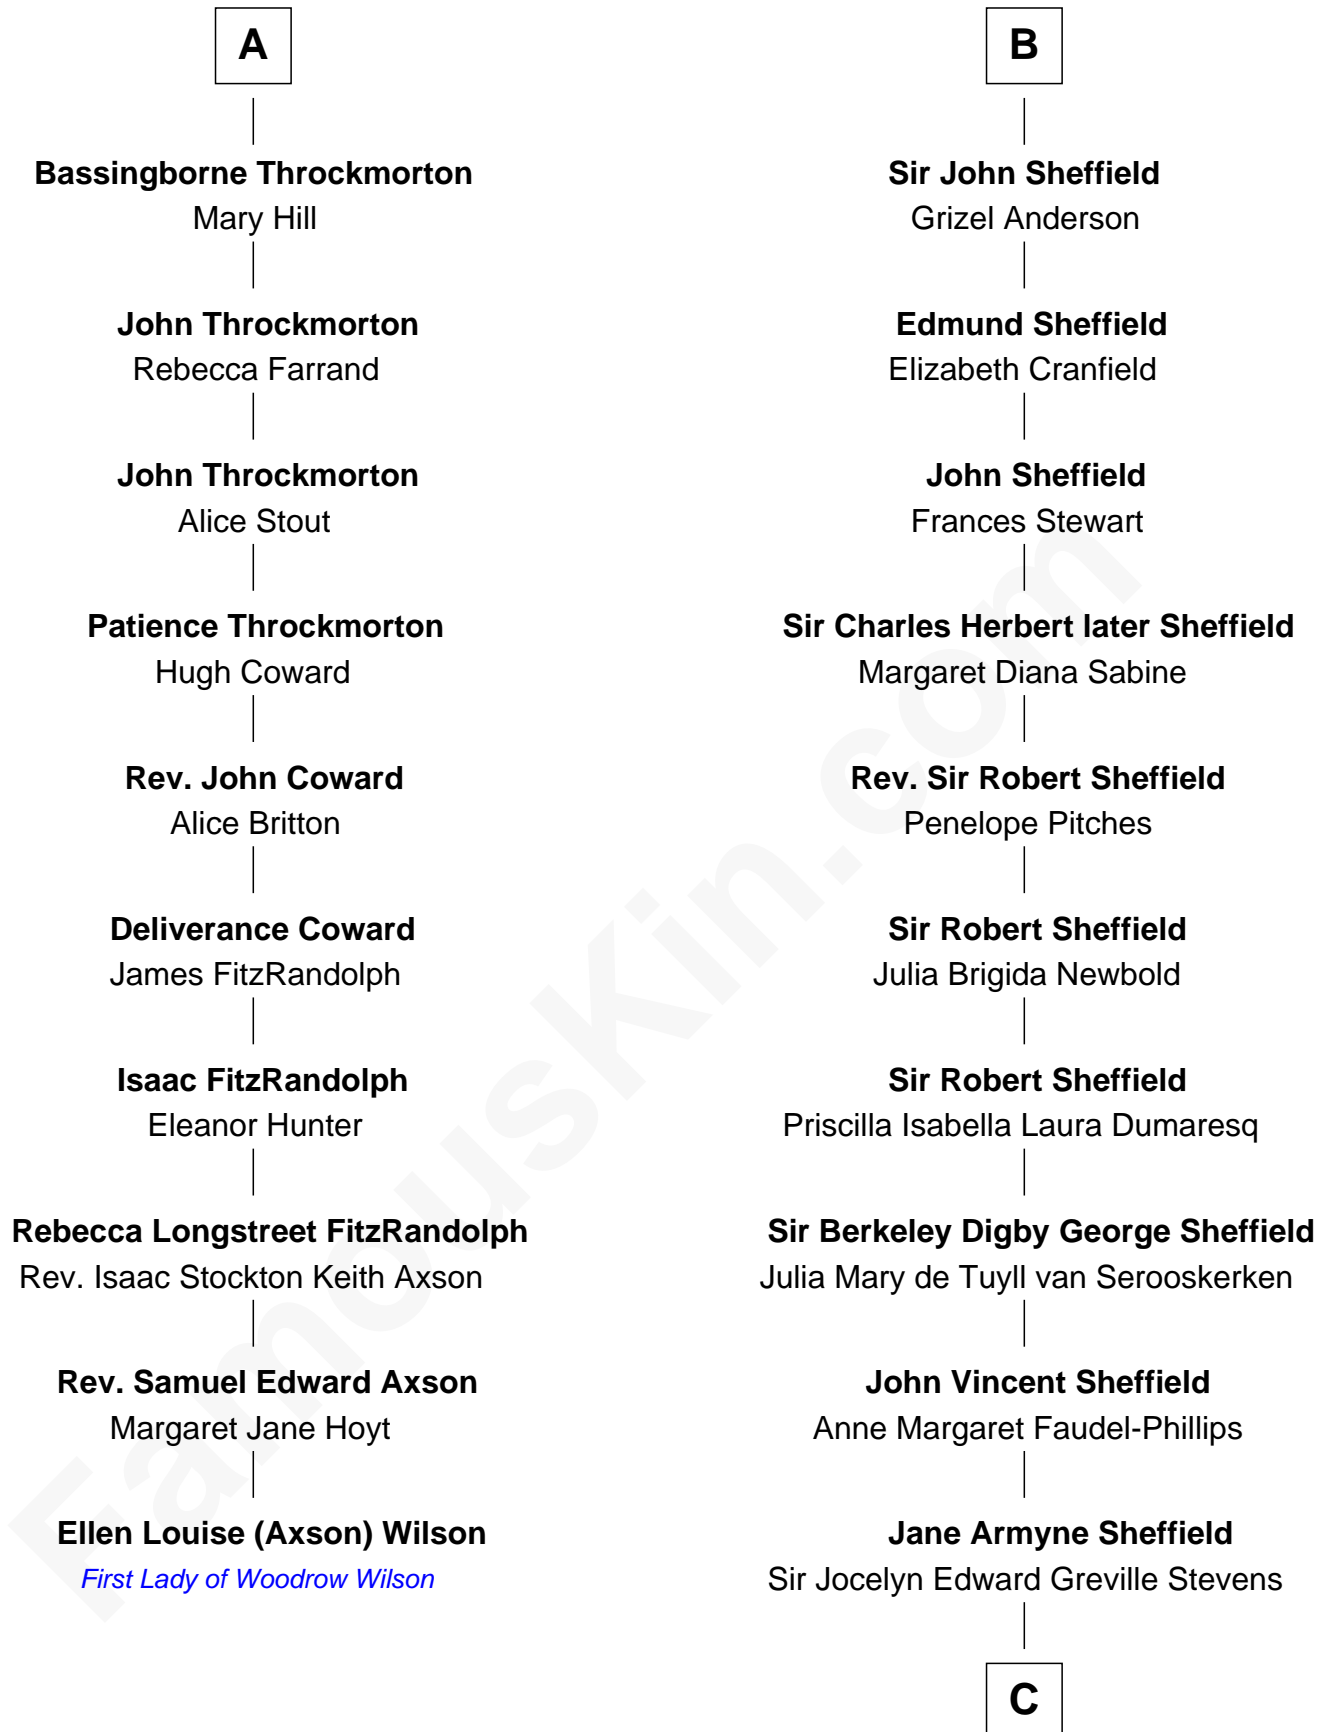 A
Bassingborne Throckmorton
Mary Hill
John Throckmorton
Rebecca Farrand
John Throckmorton
Alice Stout
Patience Throckmorton
Hugh Coward
Rev. John Coward
Alice Britton
Deliverance Coward
James FitzRandolph
Isaac FitzRandolph
Eleanor Hunter
Rebecca Longstreet FitzRandolph
Rev. Isaac Stockton Keith Axson
Rev. Samuel Edward Axson
Margaret Jane Hoyt
Ellen Louise (Axson) Wilson
First Lady of Woodrow Wilson
B
Sir John Sheffield
Grizel Anderson
Edmund Sheffield
Elizabeth Cranfield
John Sheffield
Frances Stewart
Sir Charles Herbert later Sheffield
Margaret Diana Sabine
Rev. Sir Robert Sheffield
Penelope Pitches
Sir Robert Sheffield
Julia Brigida Newbold
Sir Robert Sheffield
Priscilla Isabella Laura Dumaresq
Sir Berkeley Digby George Sheffield
Julia Mary de Tuyll van Serooskerken
John Vincent Sheffield
Anne Margaret Faudel-Phillips
Jane Armyne Sheffield
Sir Jocelyn Edward Greville Stevens
C
FamousKin.com